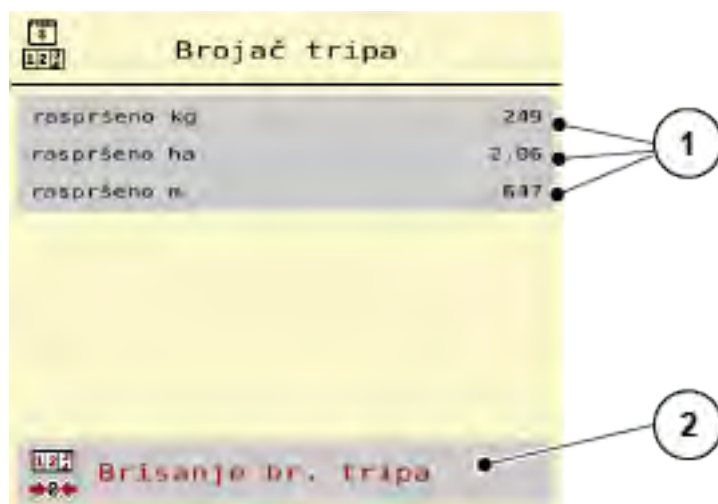 Brojač tripa
raspršeno kg 249
raspršeno ha 2,06
raspršeno m 647
1
2
Brisanje br. tripa